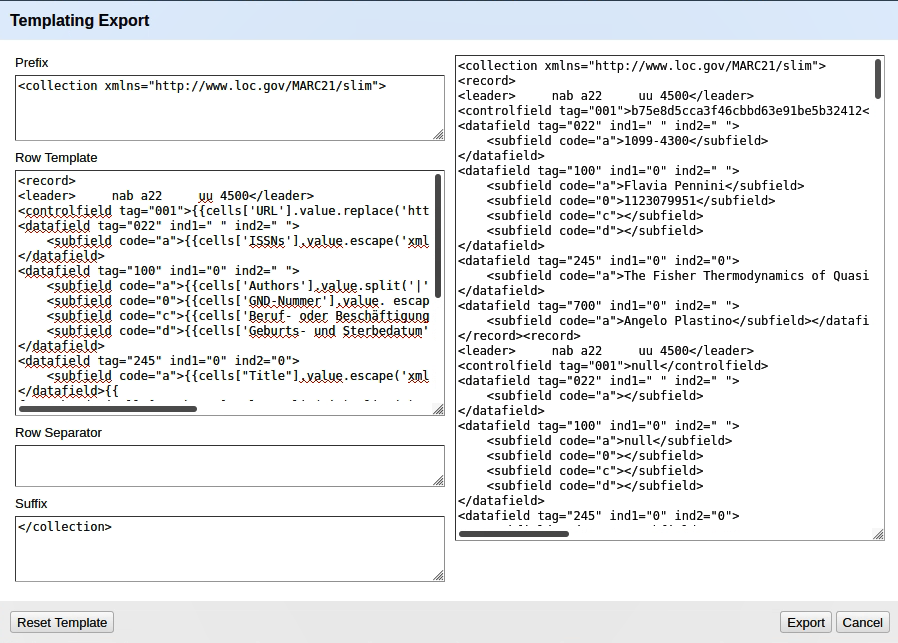 Templating Export
Prefix
<collection xmlns="http://www.loc.gov/MARC21/slim">
Row Template
<record>
<leader>     nab a22     uu 4500</leader>
<controlfield tag="001">{{cells['URL'].value.replace('htt
<datafield tag="022" ind1=" " ind2=" ">
    <subfield code="a">{{cells['ISSNs'].value.escape('xml
</datafield>
<datafield tag="100" ind1="0" ind2=" ">
    <subfield code="a">{{cells['Authors'].value.split('|'
    <subfield code="0">{{cells['GND-Nummer'].value. escap
    <subfield code="c">{{cells['Beruf- oder Beschäftigung
    <subfield code="d">{{cells['Geburts- und Sterbedatum'
</datafield>
<datafield tag="245" ind1="0" ind2="0">
    <subfield code="a">{{cells["Title"].value.escape('xml
</datafield>{{
Row Separator
Suffix
</collection>
<collection xmlns="http://www.loc.gov/MARC21/slim">
<record>
<leader>     nab a22     uu 4500</leader>
<controlfield tag="001">b75e8d5cca3f46cbbd63e91be5b32412<
<datafield tag="022" ind1=" " ind2=" ">
    <subfield code="a">1099-4300</subfield>
</datafield>
<datafield tag="100" ind1="0" ind2=" ">
    <subfield code="a">Flavia Pennini</subfield>
    <subfield code="0">1123079951</subfield>
    <subfield code="c"></subfield>
    <subfield code="d"></subfield>
</datafield>
<datafield tag="245" ind1="0" ind2="0">
    <subfield code="a">The Fisher Thermodynamics of Quasi
</datafield>
<datafield tag="700" ind1="0" ind2=" ">
    <subfield code="a">Angelo Plastino</subfield></datafi
</record><record>
<leader>     nab a22     uu 4500</leader>
<controlfield tag="001">null</controlfield>
<datafield tag="022" ind1=" " ind2=" ">
    <subfield code="a"></subfield>
</datafield>
<datafield tag="100" ind1="0" ind2=" ">
    <subfield code="a">null</subfield>
    <subfield code="0"></subfield>
    <subfield code="c"></subfield>
    <subfield code="d"></subfield>
</datafield>
<datafield tag="245" ind1="0" ind2="0">
Reset Template
Export
Cancel